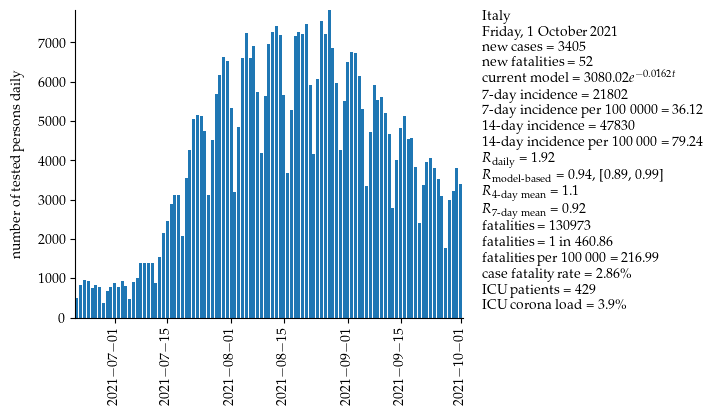 Italy
Friday, 1 October 2021
new cases = 3405
new fatalities = 52
current model = 3080.02e^{-0.0162t}
7-day incidence = 21802
7-day incidence per 100 0000 = 36.12
14-day incidence = 47830
14-day incidence per 100 000 = 79.24
R_daily = 1.92
R_model-based = 0.94, [0.89, 0.99]
R_4-day mean = 1.1
R_7-day mean = 0.92
fatalities = 130973
fatalities = 1 in 460.86
fatalities per 100 000 = 216.99
case fatality rate = 2.86%
ICU patients = 429
ICU corona load = 3.9%
number of tested persons daily
7000
6000
5000
4000
3000
2000
1000
0
2021−07−01
2021−07−15
2021−08−01
2021−08−15
2021−09−01
2021−09−15
2021−10−01